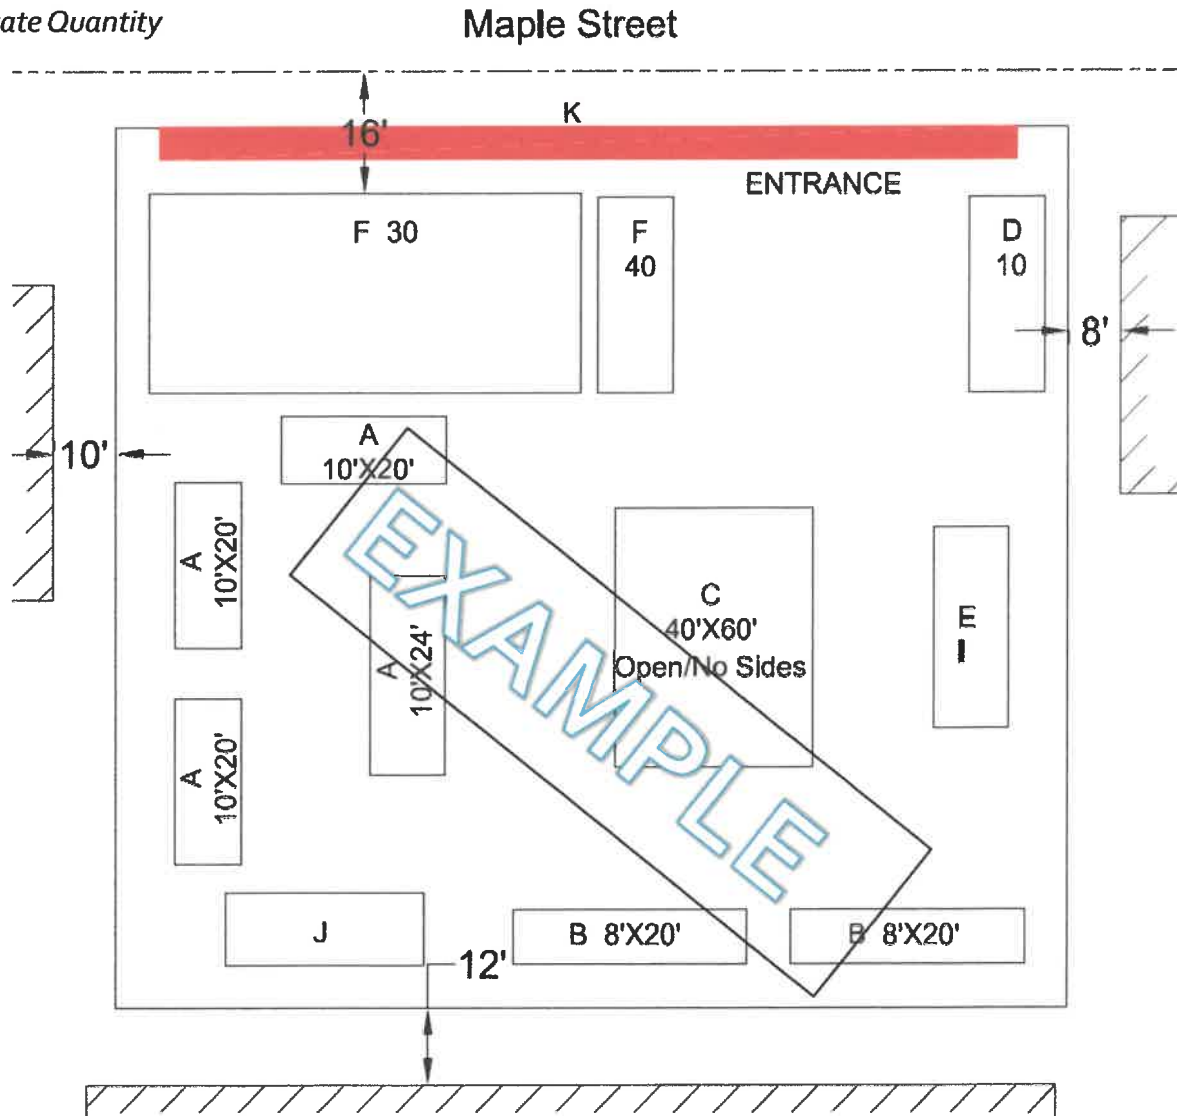 ate Quantity
Maple Street
K
16'
ENTRANCE
F 30
F
40
D
10
8'
10'
A
10'X20'
A
10'X20'
A
10'X24'
C
40'X60'
Open/No Sides
E
I
A
10'X20'
EXAMPLE
J
B 8'X20'
B 8'X20'
12'